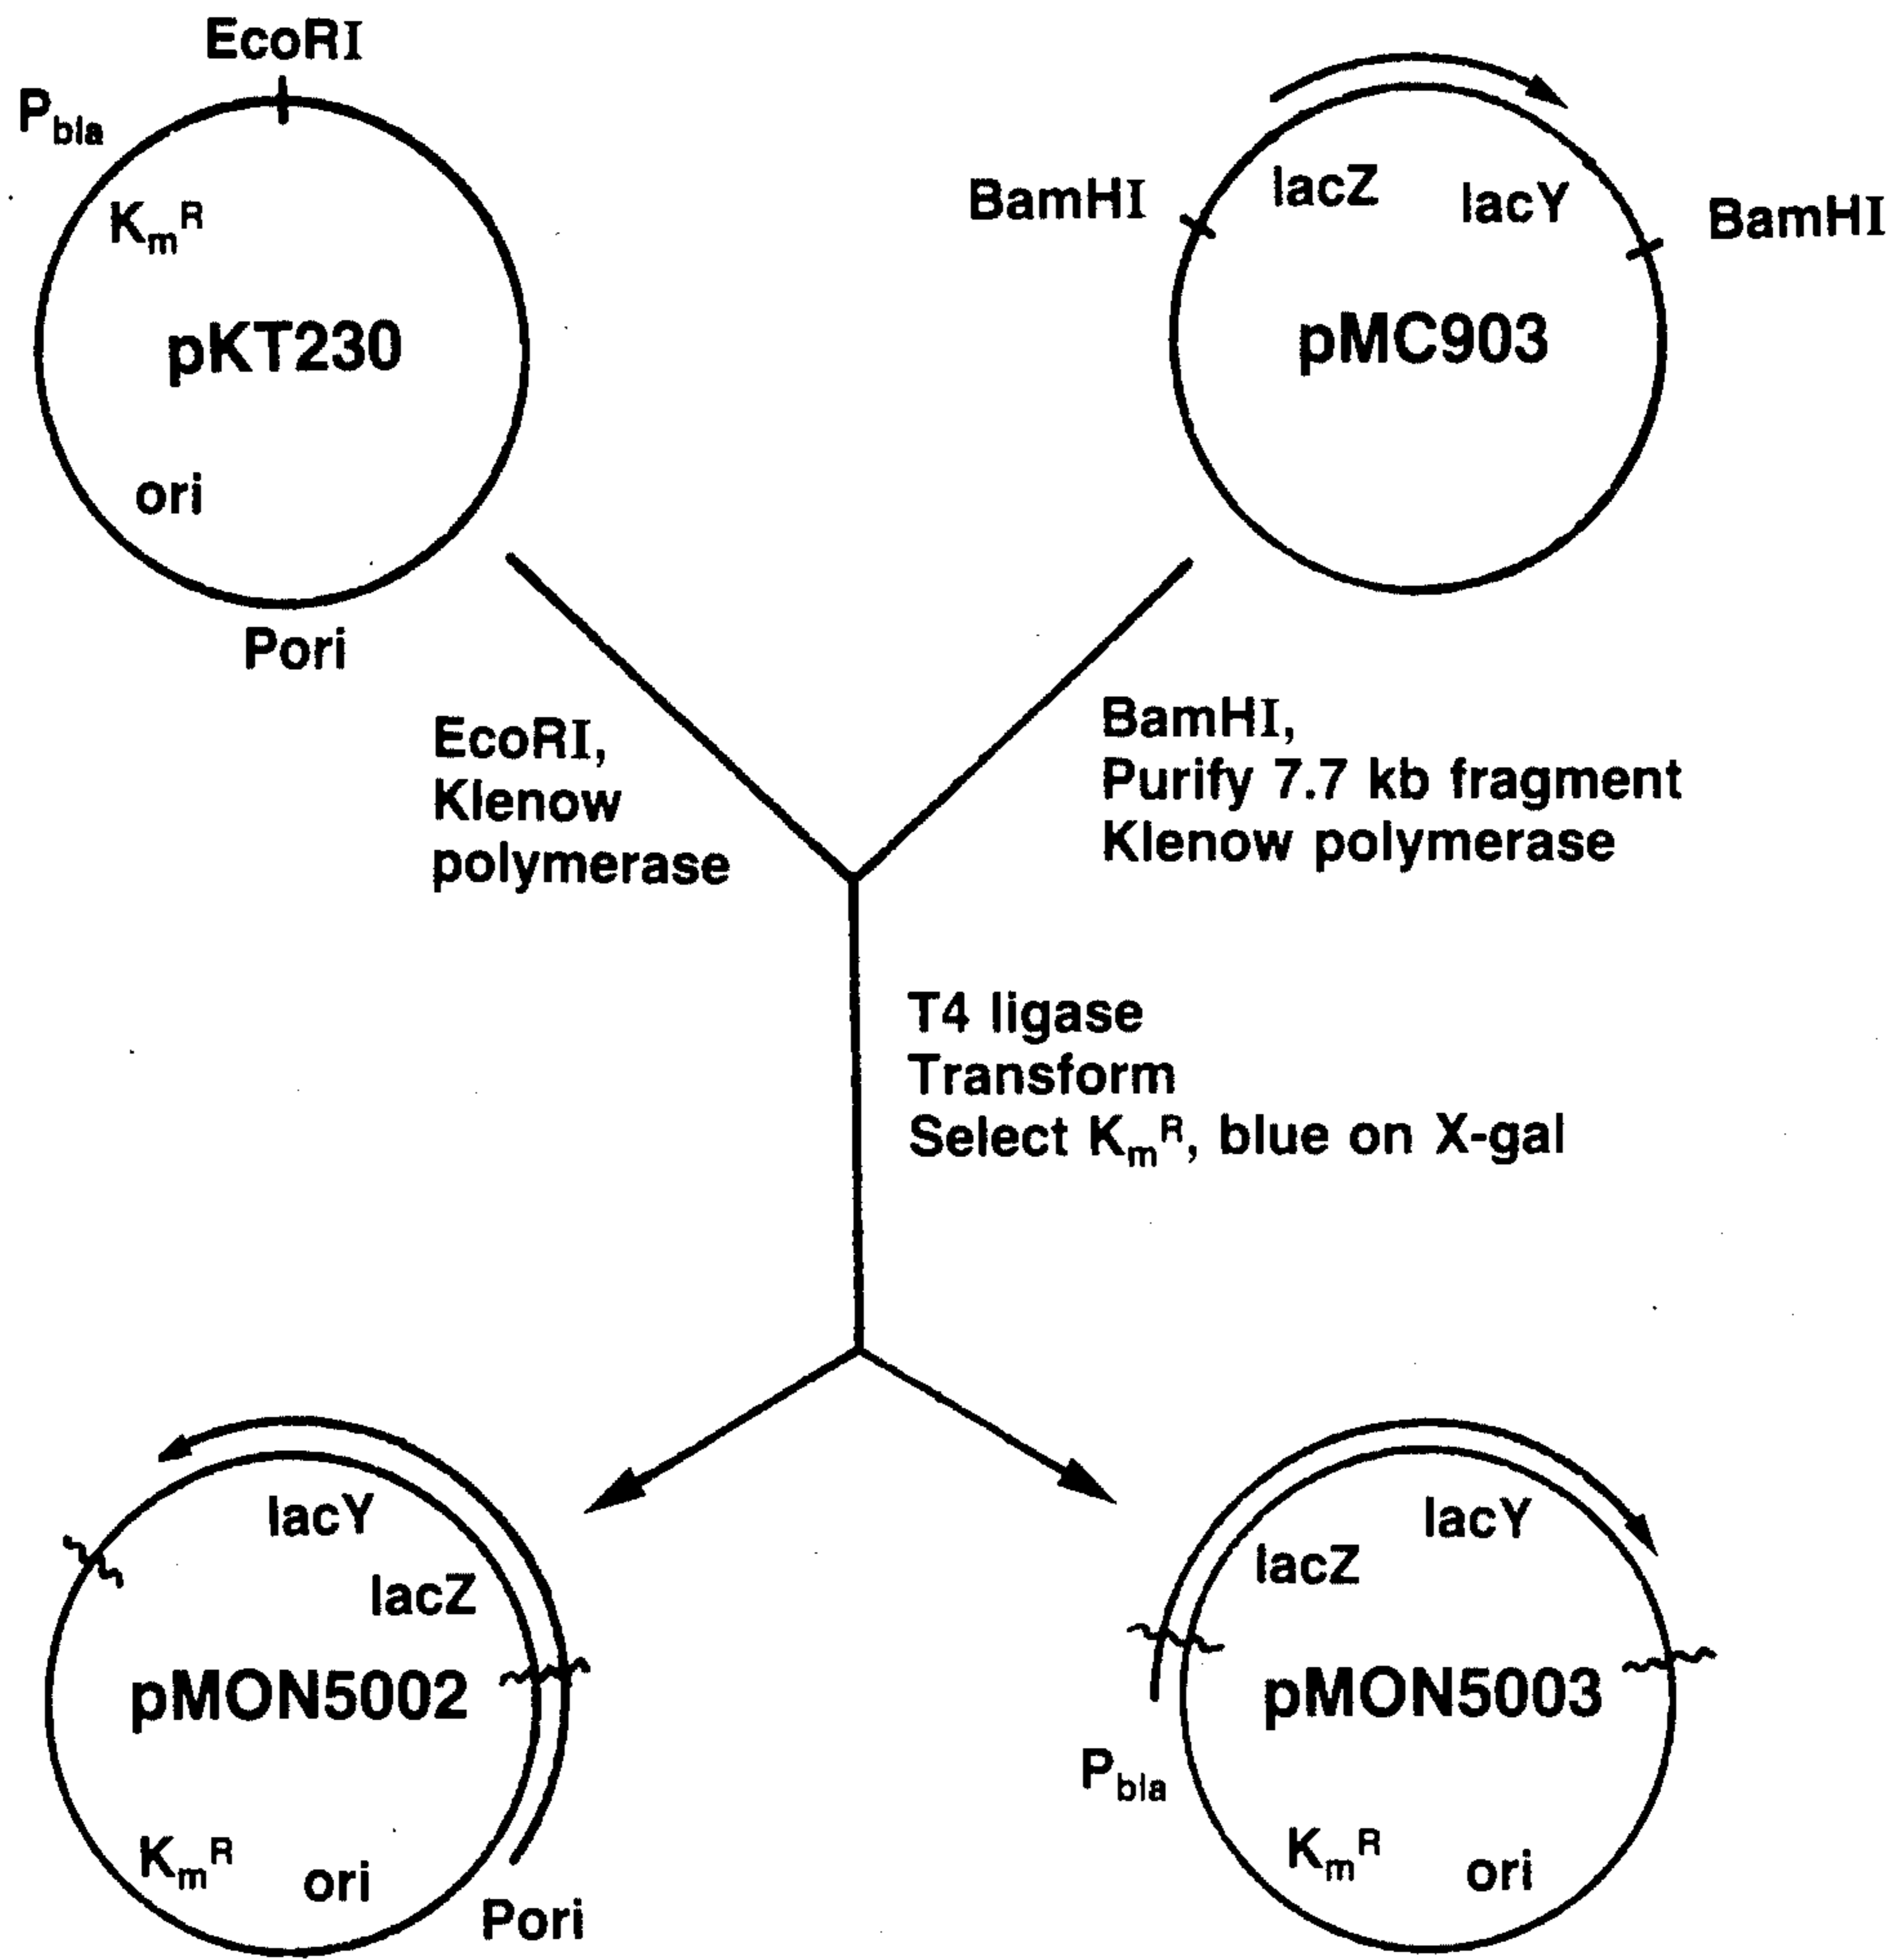 EcoRI
Pbla
KmR
pKT230
ori
Pori
BamHI
lacZ
lacY
BamHI
pMC903
EcoRI,
Klenow
polymerase
BamHI,
Purify 7.7 kb fragment
Klenow polymerase
T4 ligase
Transform
Select KmR, blue on X-gal
lacY
lacZ
pMON5002
KmR
ori
Pori
lacY
lacZ
pMON5003
Pbla
KmR
ori